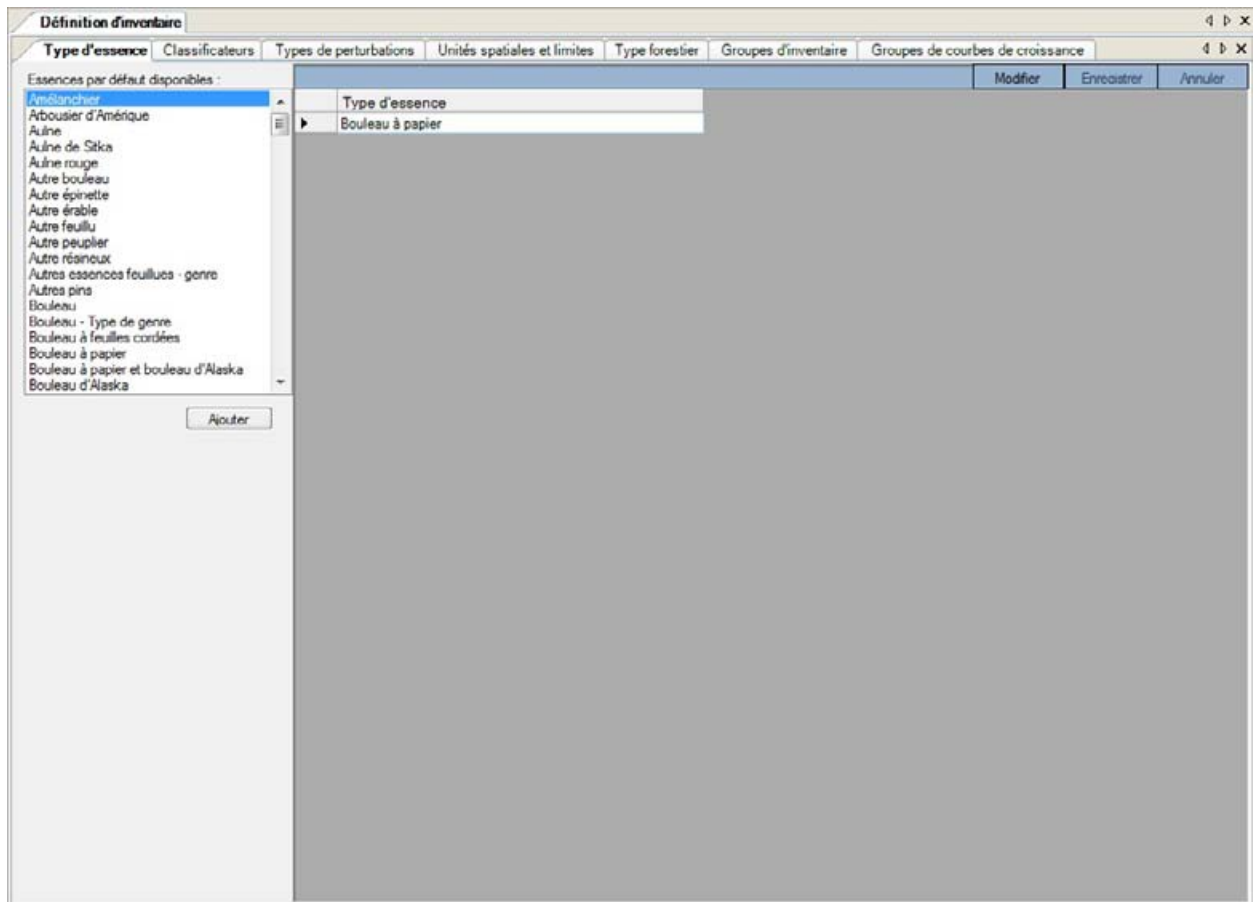 Définition d'inventaire
Type d'essence Classificateurs Types de perturbations Unités spatiales et limites Type forestier Groupes d'inventaire Groupes de courbes de croissance
Essences par défaut disponibles :
Modifier Enregistrer Annuler
Amélanchier
Arbousier d'Amérique
Aulne
Aulne de Sitka
Aulne rouge
Autre bouleau
Autre épinette
Autre érable
Autre feuillu
Autre peuplier
Autre résineux
Autres essences feuillues - genre
Autres pins
Bouleau
Bouleau - Type de genre
Bouleau à feuilles cordées
Bouleau à papier
Bouleau à papier et bouleau d'Alaska
Bouleau d'Alaska
Ajouter
Type d'essence
Bouleau à papier